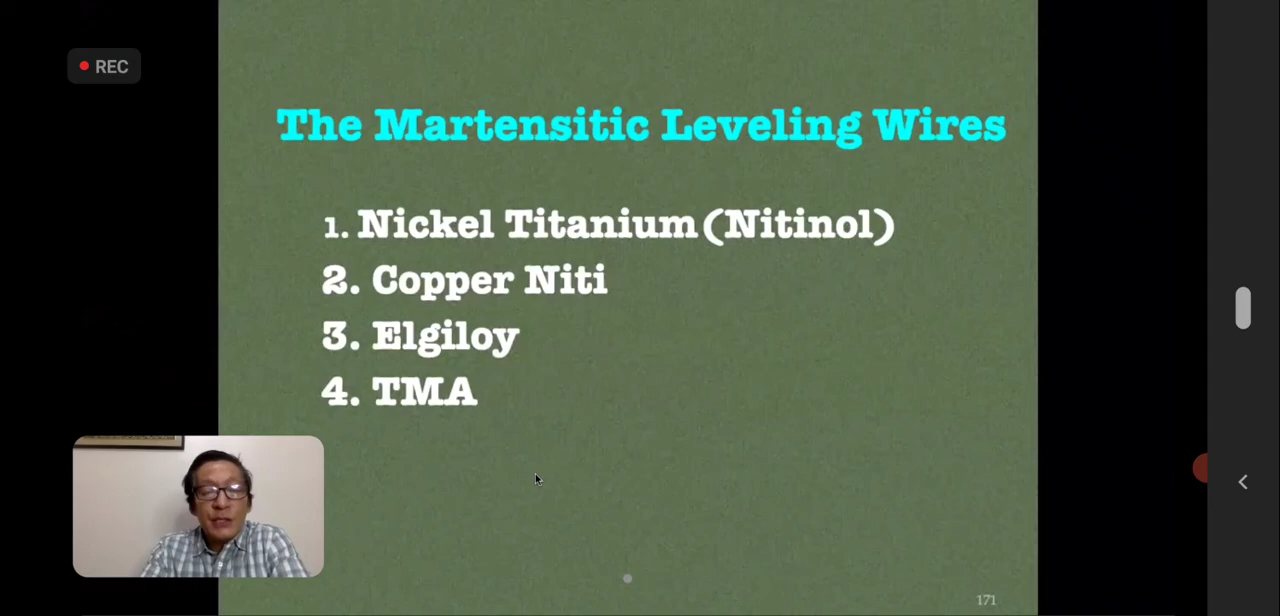 REC
The Martensitic Leveling Wires
1. Nickel Titanium (Nitinol)
2. Copper Niti
3. Elgiloy
4. TMA
171